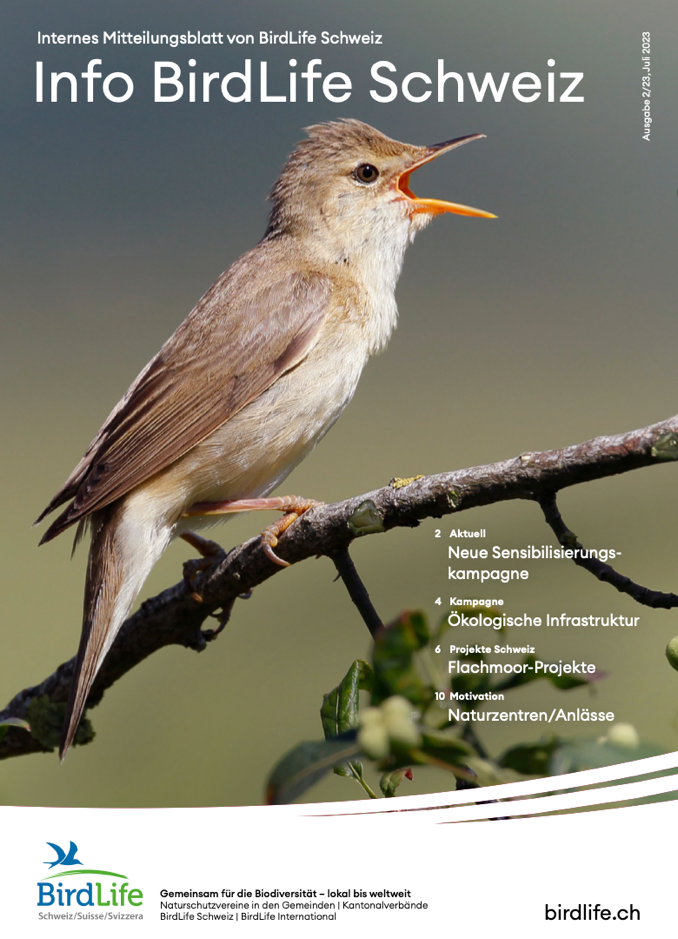 Internes Mitteilungsblatt von BirdLife Schweiz
Info BirdLife Schweiz
Ausgabe 2/23, Juli 2023
2 Aktuell
Neue Sensibilisierungs-
kampagne
4 Kampagne
Ökologische Infrastruktur
6 Projekte Schweiz
Flachmoor-Projekte
10 Motivation
Naturzentren/Anlässe
BirdLife
Schweiz/Suisse/Svizzera
Gemeinsam für die Biodiversität – lokal bis weltweit
Naturschutzvereine in den Gemeinden | Kantonalverbände
BirdLife Schweiz | BirdLife International
birdlife.ch